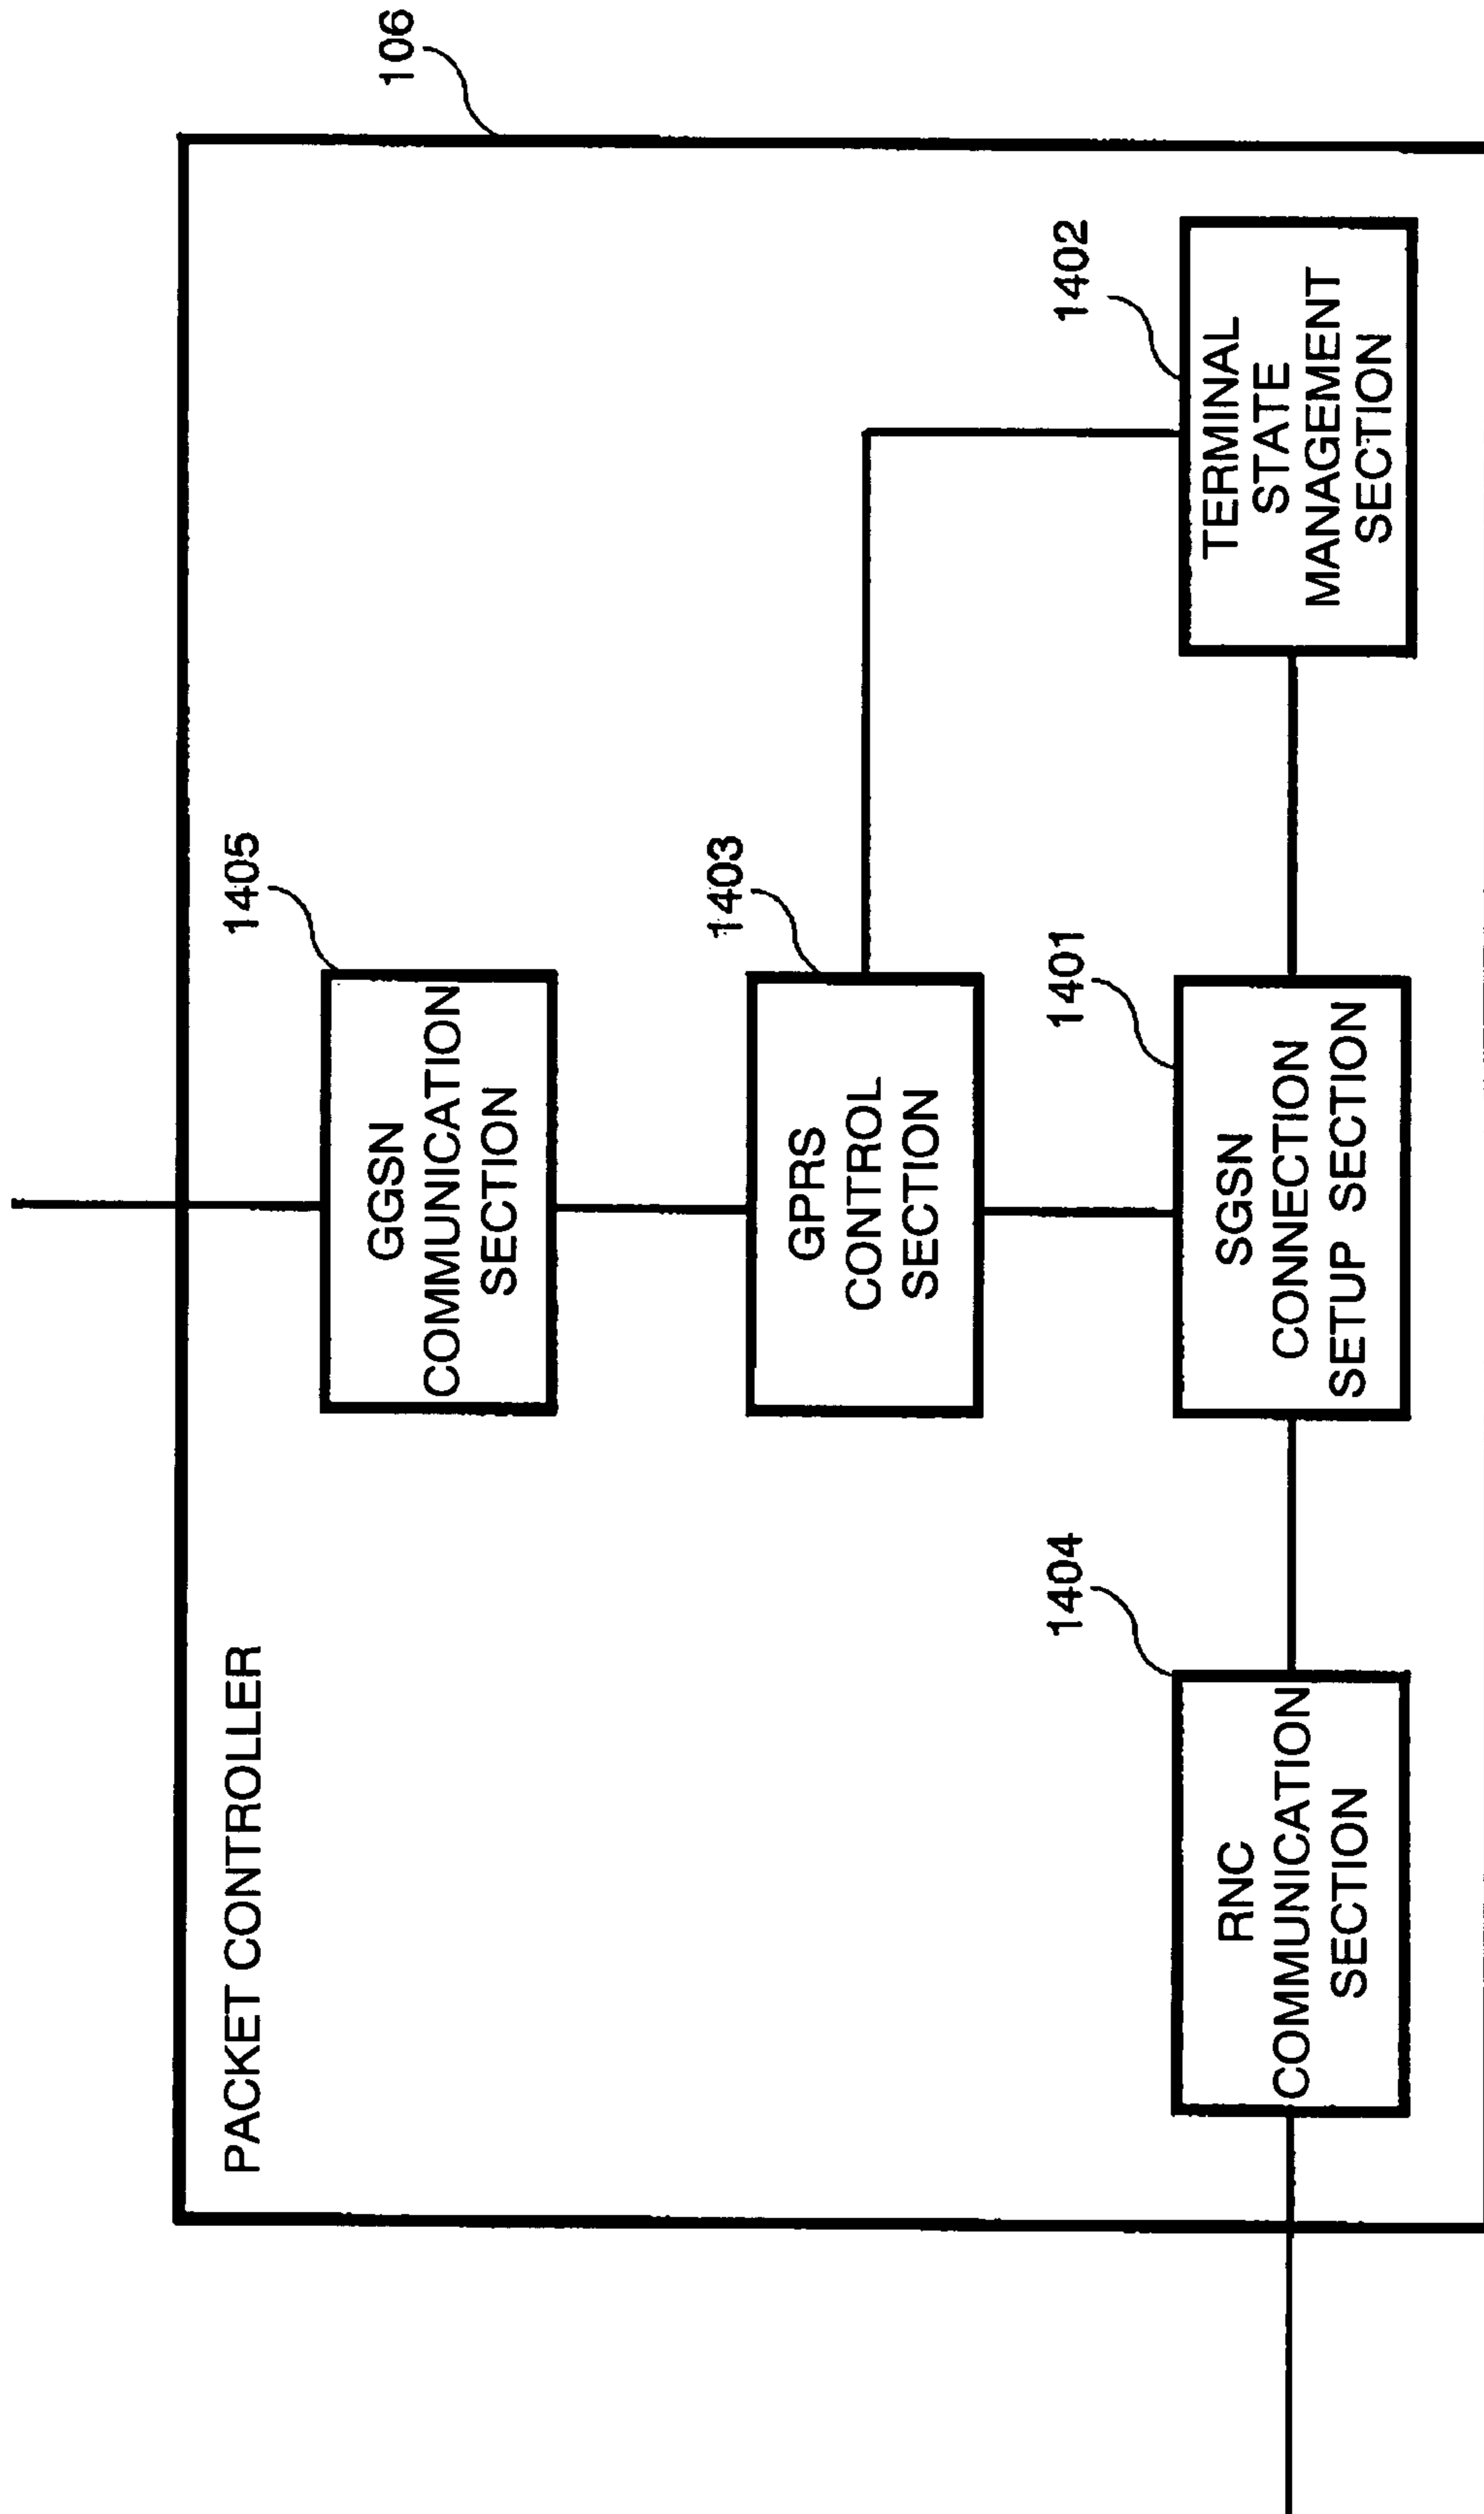 106
PACKET CONTROLLER
1405
GGSN
COMMUNICATION
SECTION
1403
GPRS
CONTROL
SECTION
1404
RNC
COMMUNICATION
SECTION
1401
SGSN
CONNECTION
SETUP SECTION
1402
TERMINAL
STATE
MANAGEMENT
SECTION